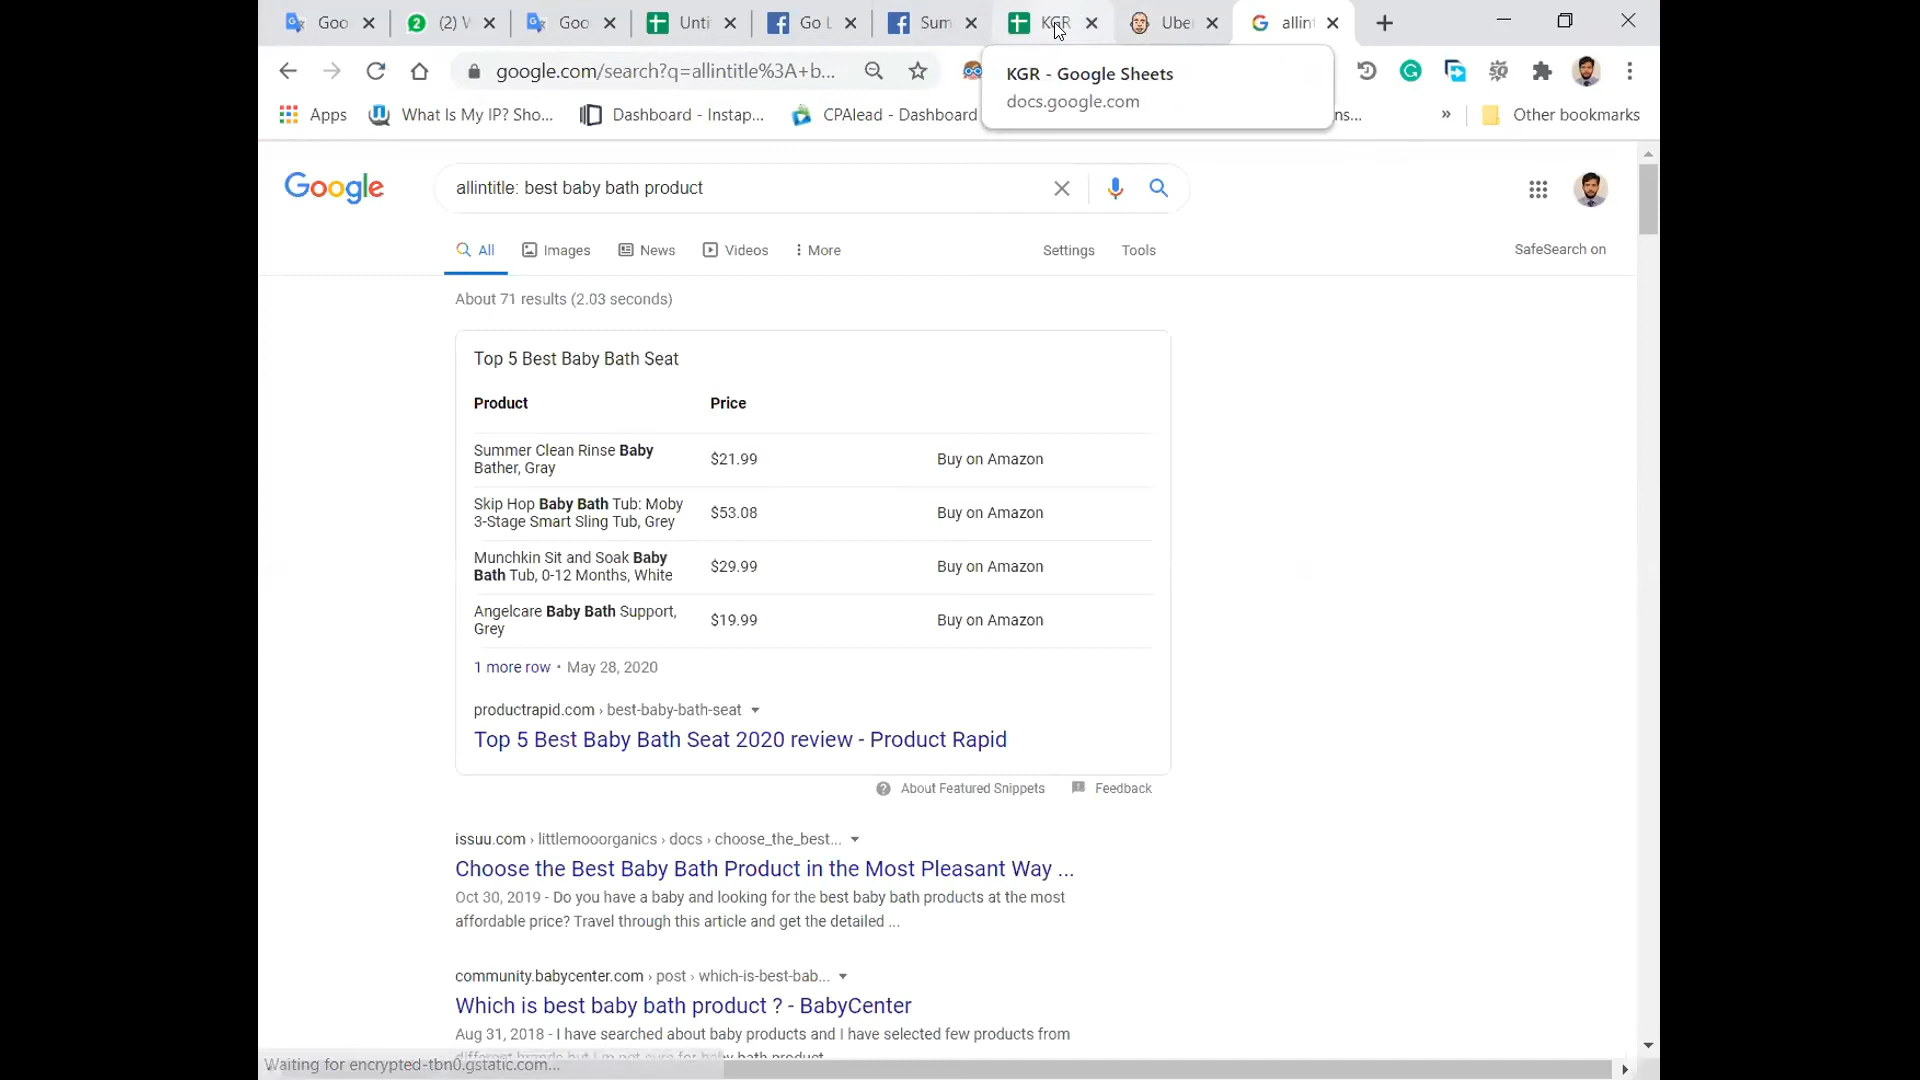 Goo
(2) W
Goo
Unti
Go L
Sum
KGR
Ube
allint
google.com/search?q=allintitle%3A+b...
KGR - Google Sheets
docs.google.com
Apps
What Is My IP? Sho...
Dashboard - Instap...
CPAlead - Dashboard
ns...
»
Other bookmarks
Google
allintitle: best baby bath product
All
Images
News
Videos
More
Settings
Tools
SafeSearch on
About 71 results (2.03 seconds)
Top 5 Best Baby Bath Seat
Product Price
Summer Clean Rinse Baby
Bather, Gray
$21.99
Buy on Amazon
Skip Hop Baby Bath Tub: Moby
3-Stage Smart Sling Tub, Grey
$53.08
Buy on Amazon
Munchkin Sit and Soak Baby
Bath Tub, 0-12 Months, White
$29.99
Buy on Amazon
Angelcare Baby Bath Support,
Grey
$19.99
Buy on Amazon
1 more row • May 28, 2020
productrapid.com › best-baby-bath-seat
Top 5 Best Baby Bath Seat 2020 review - Product Rapid
About Featured Snippets
Feedback
issuu.com › littlemooorganics › docs › choose_the_best...
Choose the Best Baby Bath Product in the Most Pleasant Way ...
Oct 30, 2019 - Do you have a baby and looking for the best baby bath products at the most
affordable price? Travel through this article and get the detailed ...
community.babycenter.com › post › which-is-best-bab...
Which is best baby bath product ? - BabyCenter
Aug 31, 2018 - I have searched about baby products and I have selected few products from
different brands but I'm not sure for baby bath product
Waiting for encrypted-tbn0.gstatic.com...